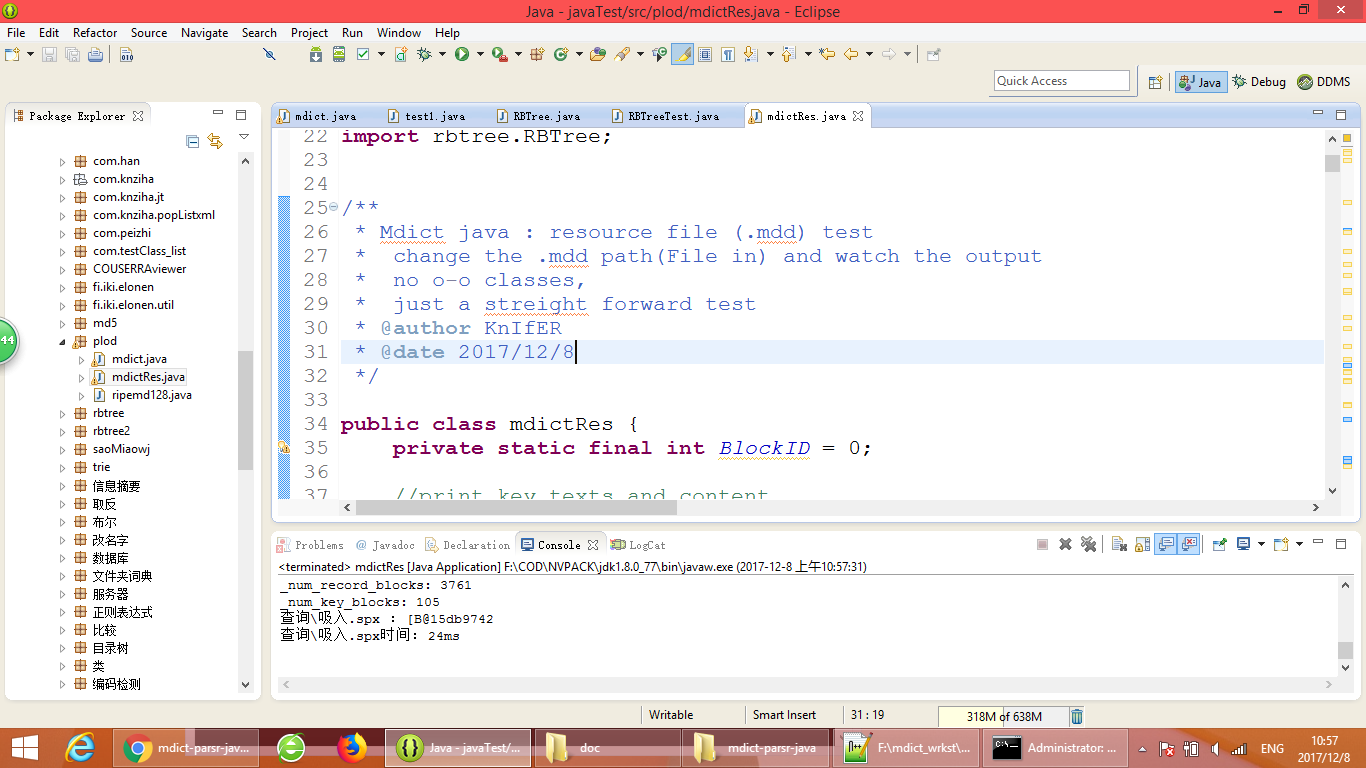 Java - javaTest/src/plod/mdictRes.java - Eclipse
File Edit Refactor Source Navigate Search Project Run Window Help
Quick Access
Java Debug DDMS
Package Explorer
mdict.java test1.java RBTree.java RBTreeTest.java mdictRes.java
com.han
com.knziha
com.knziha.jt
com.knziha.popListxml
com.peizhi
com.testClass_list
COUSERRAviewer
fi.iki.elonen
fi.iki.elonen.util
md5
plod
mdict.java
mdictRes.java
ripemd128.java
rbtree
rbtree2
saoMiaowj
trie
信息摘要
取反
布尔
改名字
数据库
文件夹词典
服务器
正则表达式
比较
目录树
类
编码检测
44
22 import rbtree.RBTree;
23
24
25 /**
26 * Mdict java : resource file (.mdd) test
27 * change the .mdd path(File in) and watch the output
28 * no o-o classes,
29 * just a streight forward test
30 * @author KnIfER
31 * @date 2017/12/8
32 */
33
34 public class mdictRes {
35 private static final int BlockID = 0;
36
37 //print key texts and content
Problems Javadoc Declaration Console LogCat
<terminated> mdictRes [Java Application] F:\COD\NVPACK\jdk1.8.0_77\bin\javaw.exe (2017-12-8 上午10:57:31)
_num_record_blocks: 3761
_num_key_blocks: 105
查询\吸入.spx : [B@15db9742
查询\吸入.spx时间: 24ms
Writable Smart Insert 31 : 19 318M of 638M
mdict-parsr-jav... Java - javaTest/... doc mdict-parsr-java F:\mdict_wrkst\... Administrator: ... ENG 10:57
2017/12/8